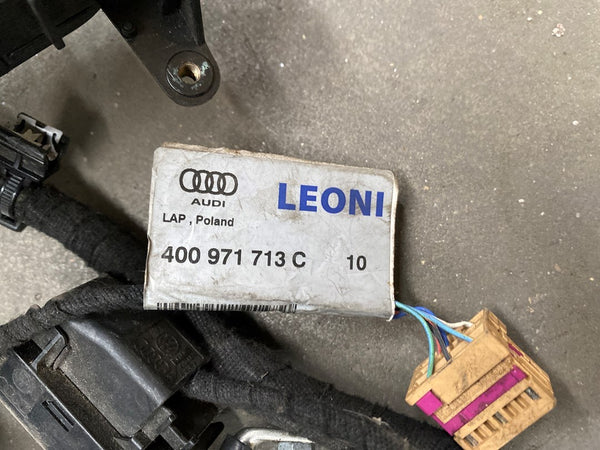 AUDI
LEONI
LAP , Poland
400 971 713 C 10